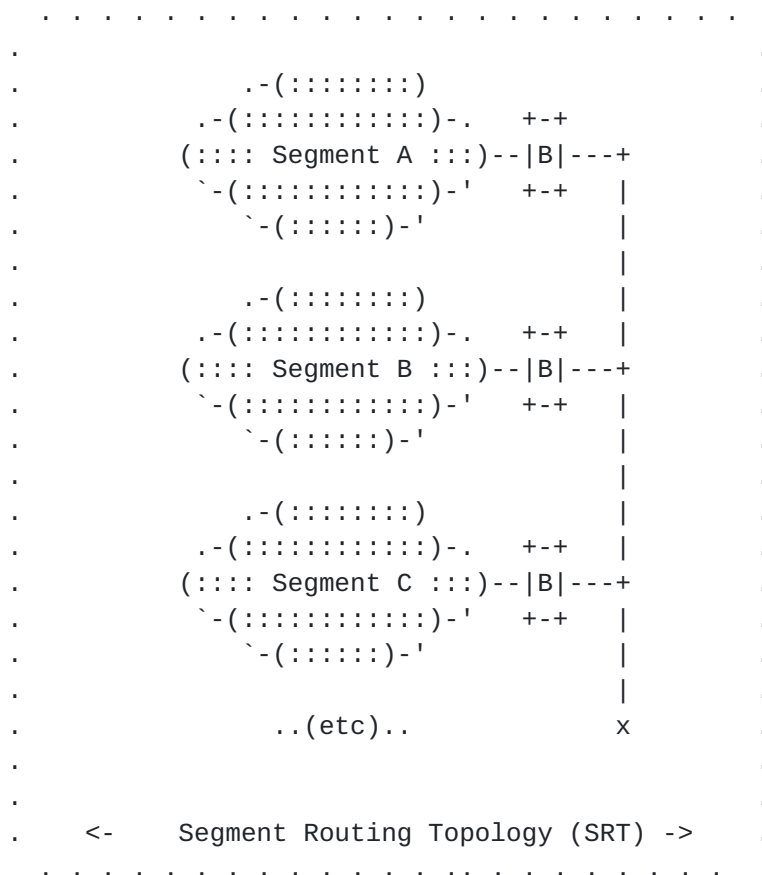 . . . . . . . . . . . . . . . . . . . . . . .
.                                               .
.               .-(::::::::)                    .
.            .-(::::::::::::)-.   +-+           .
.           (:::: Segment A :::)--|B|---+       .
.            `-(::::::::::::)-'   +-+   |       .
.               `-(::::::)-'            |       .
.                                       |       .
.               .-(::::::::)            |       .
.            .-(::::::::::::)-.   +-+   |       .
.           (:::: Segment B :::)--|B|---+       .
.            `-(::::::::::::)-'   +-+   |       .
.               `-(::::::)-'            |       .
.                                       |       .
.               .-(::::::::)            |       .
.            .-(::::::::::::)-.   +-+   |       .
.           (:::: Segment C :::)--|B|---+       .
.            `-(::::::::::::)-'   +-+   |       .
.               `-(::::::)-'            |       .
.                                       |       .
.                 ..(etc)..             x       .
.                                               .
.                                               .
.     <-    Segment Routing Topology (SRT) ->   .
. . . . . . . . . . . . . .. . . . . . . . .